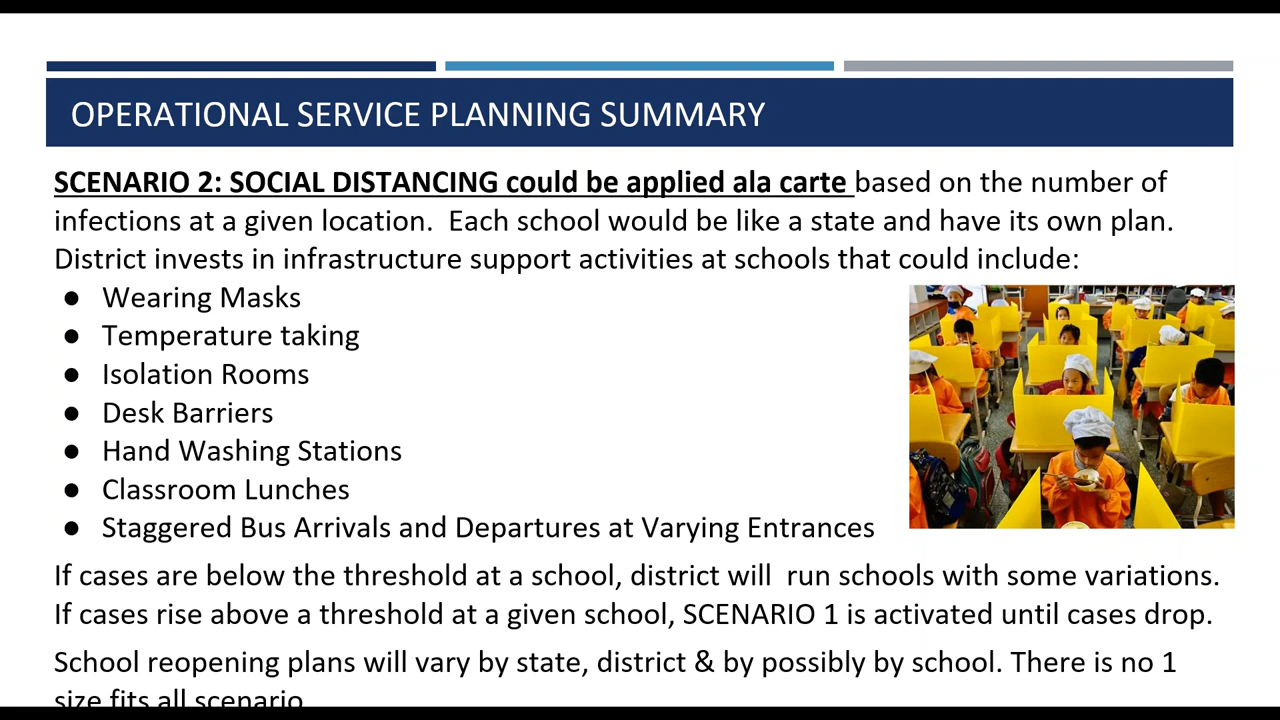 OPERATIONAL SERVICE PLANNING SUMMARY
SCENARIO 2: SOCIAL DISTANCING could be applied ala carte based on the number of
infections at a given location.  Each school would be like a state and have its own plan.
District invests in infrastructure support activities at schools that could include:
● Wearing Masks
● Temperature taking
● Isolation Rooms
● Desk Barriers
● Hand Washing Stations
● Classroom Lunches
● Staggered Bus Arrivals and Departures at Varying Entrances
If cases are below the threshold at a school, district will  run schools with some variations.
If cases rise above a threshold at a given school, SCENARIO 1 is activated until cases drop.
School reopening plans will vary by state, district & by possibly by school. There is no 1
size fits all scenario